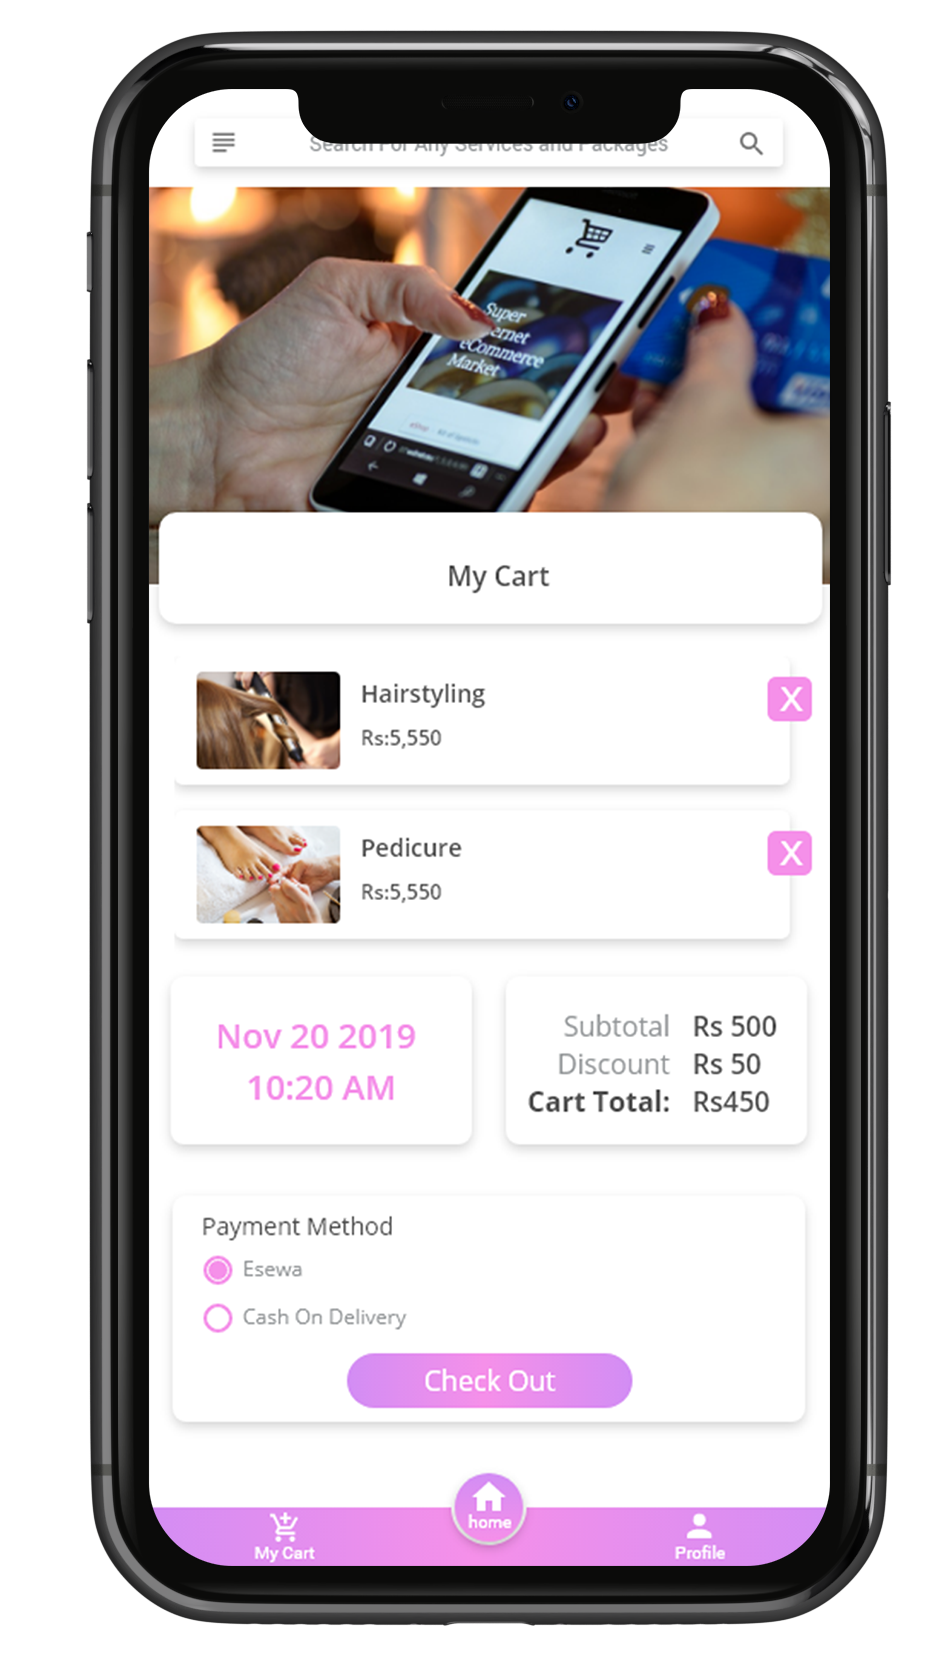 Search For Any Services and Packages
Super
eCommerce
Market
My Cart
Hairstyling
Rs:5,550
X
Pedicure
Rs:5,550
X
Nov 20 2019
10:20 AM
Subtotal Rs 500
Discount Rs 50
Cart Total: Rs450
Payment Method
Esewa
Cash On Delivery
Check Out
My Cart
home
Profile